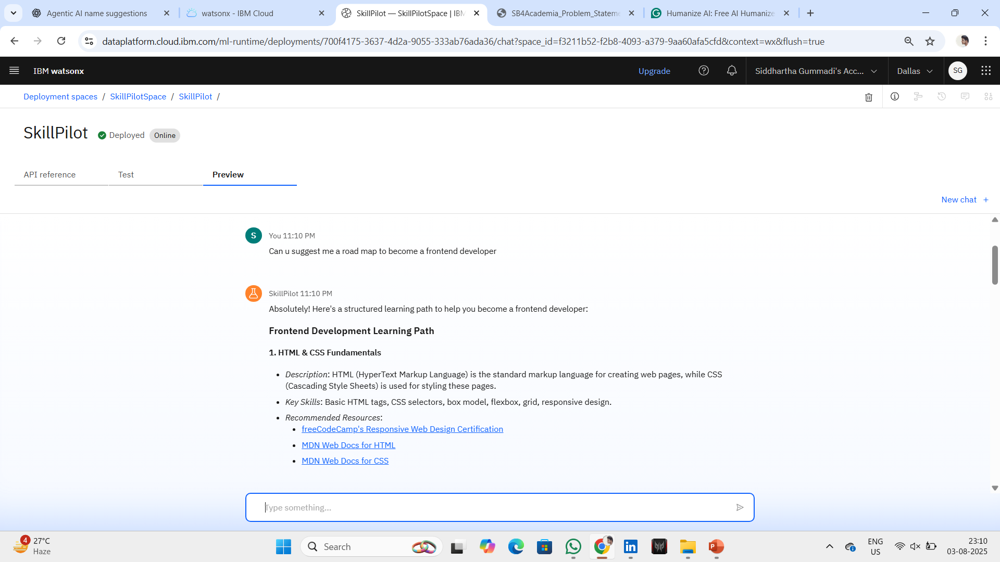 Agentic AI name suggestions
watsonx - IBM Cloud
SkillPilot — SkillPilotSpace | IBM
SB4Academia_Problem_Stateme
Humanize AI: Free AI Humanize
dataplatform.cloud.ibm.com/ml-runtime/deployments/700f4175-3637-4d2a-9055-333ab76ada36/chat?space_id=f3211b52-f2b8-4093-a379-9aa60afa5cfd&context=wx&flush=true
IBM watsonx
Upgrade
Siddhartha Gummadi's Acc...
Dallas
SG
Deployment spaces / SkillPilotSpace / SkillPilot /
SkillPilot
Deployed
Online
API reference
Test
Preview
New chat +
S
You 11:10 PM
Can u suggest me a road map to become a frontend developer
SkillPilot 11:10 PM
Absolutely! Here's a structured learning path to help you become a frontend developer:
Frontend Development Learning Path
1. HTML & CSS Fundamentals
• Description: HTML (HyperText Markup Language) is the standard markup language for creating web pages, while CSS
(Cascading Style Sheets) is used for styling these pages.
• Key Skills: Basic HTML tags, CSS selectors, box model, flexbox, grid, responsive design.
• Recommended Resources:
• freeCodeCamp's Responsive Web Design Certification
• MDN Web Docs for HTML
• MDN Web Docs for CSS
Type something...
4
27°C
Haze
Search
ENG
US
23:10
03-08-2025